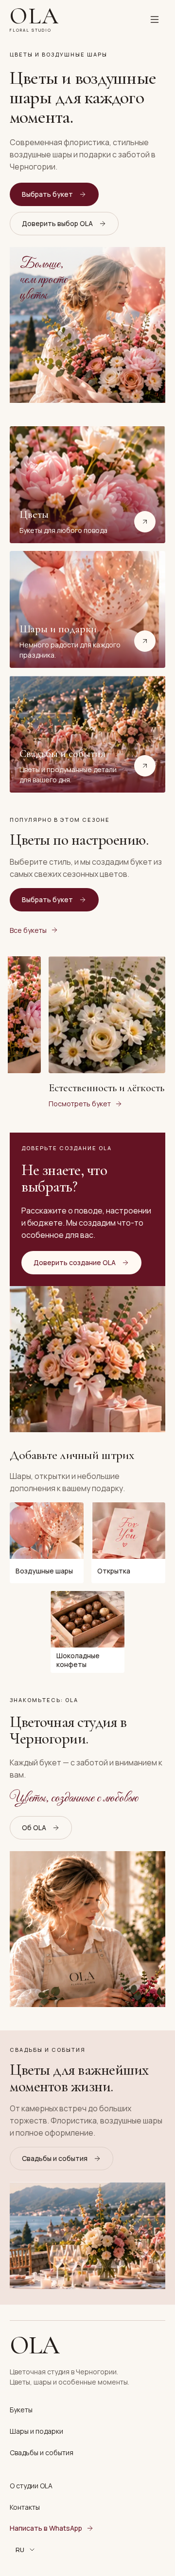 OLA
FLORAL STUDIO
ЦВЕТЫ И ВОЗДУШНЫЕ ШАРЫ
Цветы и воздушные
шары для каждого
момента.
Современная флористика, стильные
воздушные шары и подарки с заботой в
Черногории.
Выбрать букет →
Доверить выбор OLA →
Больше,
чем просто
цветы
Цветы
Букеты для любого повода
Шары и подарки
Немного радости для каждого
праздника
Свадьбы и события
Цветы и продуманные детали
для вашего дня
ПОПУЛЯРНО В ЭТОМ СЕЗОНЕ
Цветы по настроению.
Выберите стиль, и мы создадим букет из
самых свежих сезонных цветов.
Выбрать букет →
Все букеты →
Естественность и лёгкость
Посмотреть букет →
ДОВЕРЬТЕ СОЗДАНИЕ OLA
Не знаете, что
выбрать?
Расскажите о поводе, настроении
и бюджете. Мы создадим что-то
особенное для вас.
Доверить создание OLA →
Добавьте личный штрих
Шары, открытки и небольшие
дополнения к вашему подарку.
For
You
Воздушные шары
Открытка
Шоколадные
конфеты
ЗНАКОМЬТЕСЬ: OLA
Цветочная студия в
Черногории.
Каждый букет — с заботой и вниманием к
вам.
Цветы, созданные с любовью
Об OLA →
OLA
СВАДЬБЫ И СОБЫТИЯ
Цветы для важнейших
моментов жизни.
От камерных встреч до больших
торжеств. Флористика, воздушные шары
и полное оформление.
Свадьбы и события →
OLA
Цветочная студия в Черногории.
Цветы, шары и особенные моменты.
Букеты
Шары и подарки
Свадьбы и события
О студии OLA
Контакты
Написать в WhatsApp →
RU